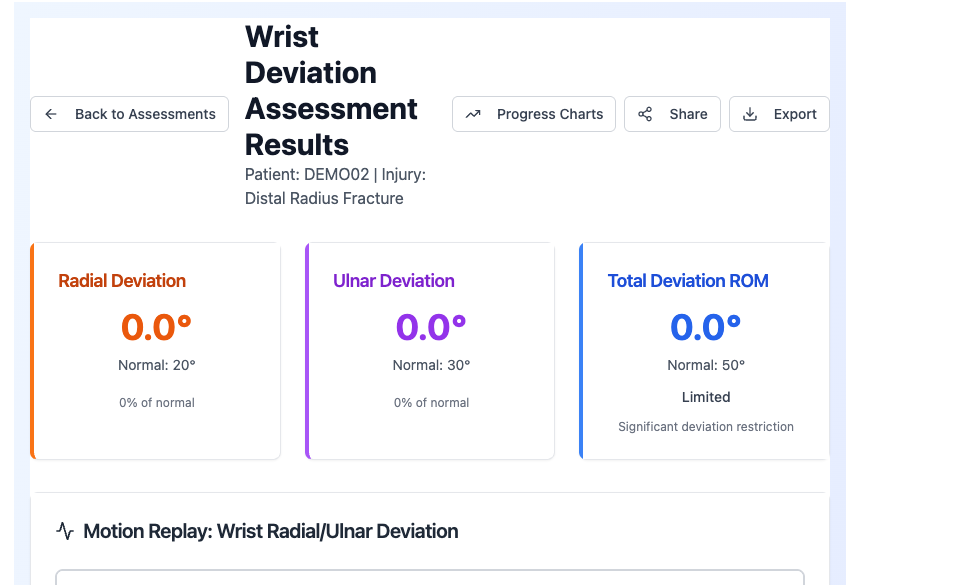 Back to Assessments
Wrist
Deviation
Assessment
Results
Patient: DEMO02 | Injury:
Distal Radius Fracture
Progress Charts
Share
Export
Radial Deviation
0.0°
Normal: 20°
0% of normal
Ulnar Deviation
0.0°
Normal: 30°
0% of normal
Total Deviation ROM
0.0°
Normal: 50°
Limited
Significant deviation restriction
Motion Replay: Wrist Radial/Ulnar Deviation